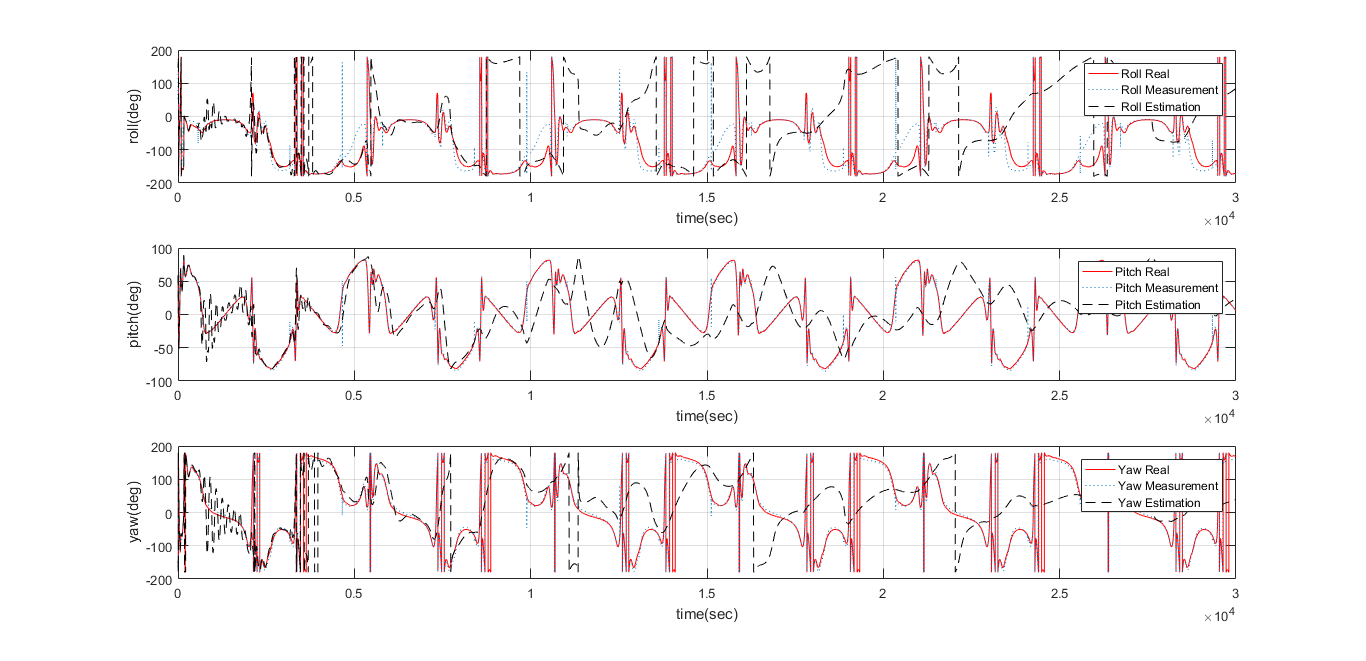 200
100
0
-100
-200
roll(deg)
Roll Real
Roll Measurement
Roll Estimation
0
0.5
1
1.5
2
2.5
3
time(sec)
×10^4
100
50
0
-50
-100
pitch(deg)
Pitch Real
Pitch Measurement
Pitch Estimation
0
0.5
1
1.5
2
2.5
3
time(sec)
×10^4
200
100
0
-100
-200
yaw(deg)
Yaw Real
Yaw Measurement
Yaw Estimation
0
0.5
1
1.5
2
2.5
3
time(sec)
×10^4